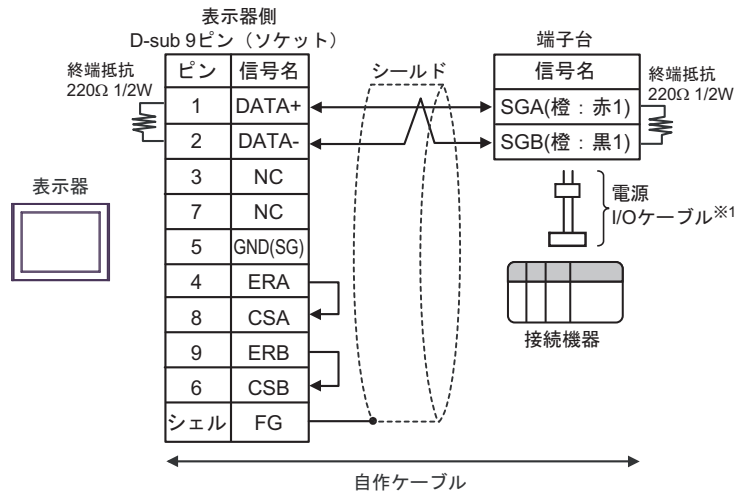 表示器側
D-sub 9ピン（ソケット）
終端抵抗
220Ω 1/2W
ピン 信号名
1 DATA+
2 DATA-
3 NC
7 NC
5 GND(SG)
4 ERA
8 CSA
9 ERB
6 CSB
シェル FG
シールド
端子台
信号名
SGA(橙：赤1)
SGB(橙：黒1)
終端抵抗
220Ω 1/2W
表示器
電源
I/Oケーブル※1
接続機器
自作ケーブル